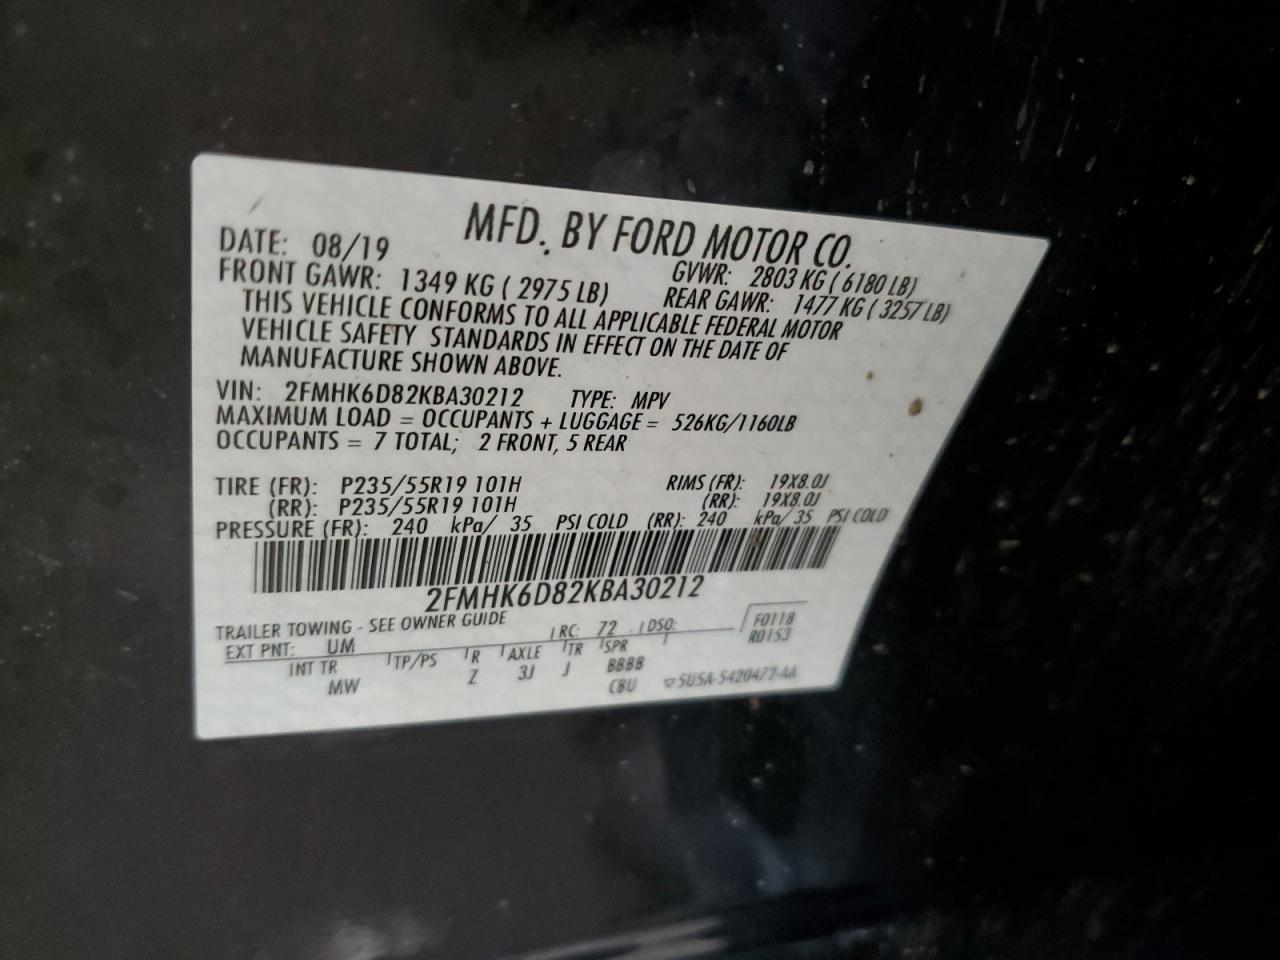 MFD. BY FORD MOTOR CO.
DATE: 08/19 GVWR: 2803 KG ( 6180 LB)
FRONT GAWR: 1349 KG ( 2975 LB) REAR GAWR: 1477 KG ( 3257 LB)
THIS VEHICLE CONFORMS TO ALL APPLICABLE FEDERAL MOTOR
VEHICLE SAFETY STANDARDS IN EFFECT ON THE DATE OF
MANUFACTURE SHOWN ABOVE.
VIN: 2FMHK6D82KBA30212 TYPE: MPV
MAXIMUM LOAD = OCCUPANTS + LUGGAGE = 526KG/1160LB
OCCUPANTS = 7 TOTAL; 2 FRONT, 5 REAR
TIRE (FR): P235/55R19 101H RIMS (FR): 19X8.0J
(RR): P235/55R19 101H (RR): 19X8.0J
PRESSURE (FR): 240 kPa/ 35 PSI COLD (RR): 240 kPa/ 35 PSI COLD
2FMHK6D82KBA30212
TRAILER TOWING - SEE OWNER GUIDE
F0118
EXT PNT: UM RC: 72 DSO: R0153
INT TR TP/PS R AXLE TR SPR T
MW Z 3J J BBBB
CBU 5U5A-5420472-AA